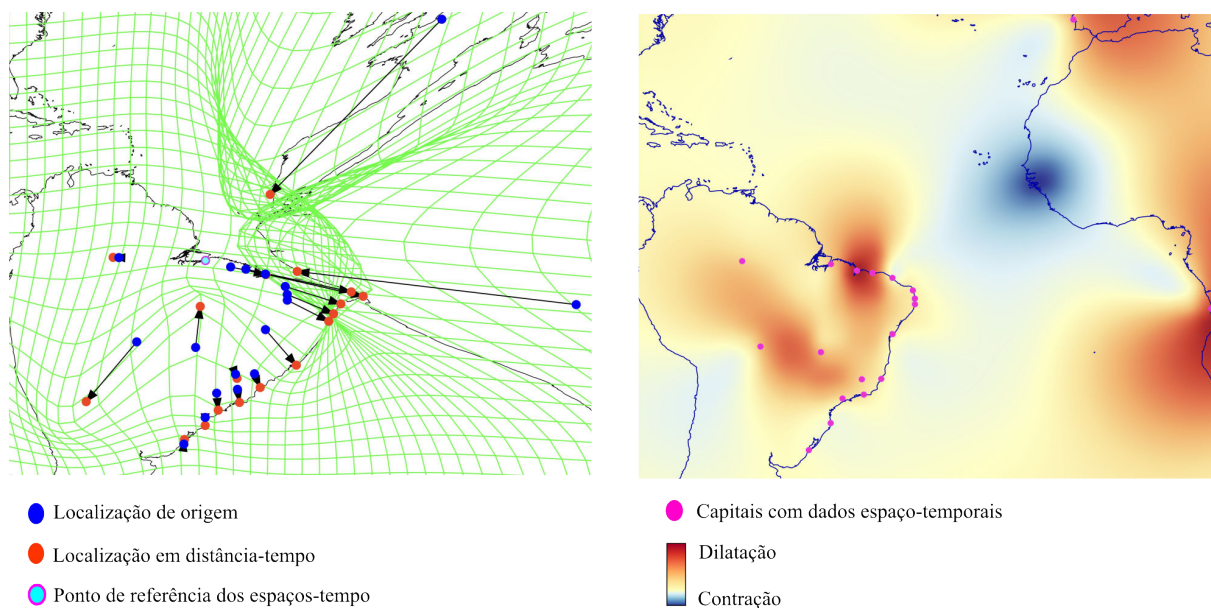 Localização de origem
Localização em distância-tempo
Ponto de referência dos espaços-tempo
Capitais com dados espaço-temporais
Dilatação
Contração